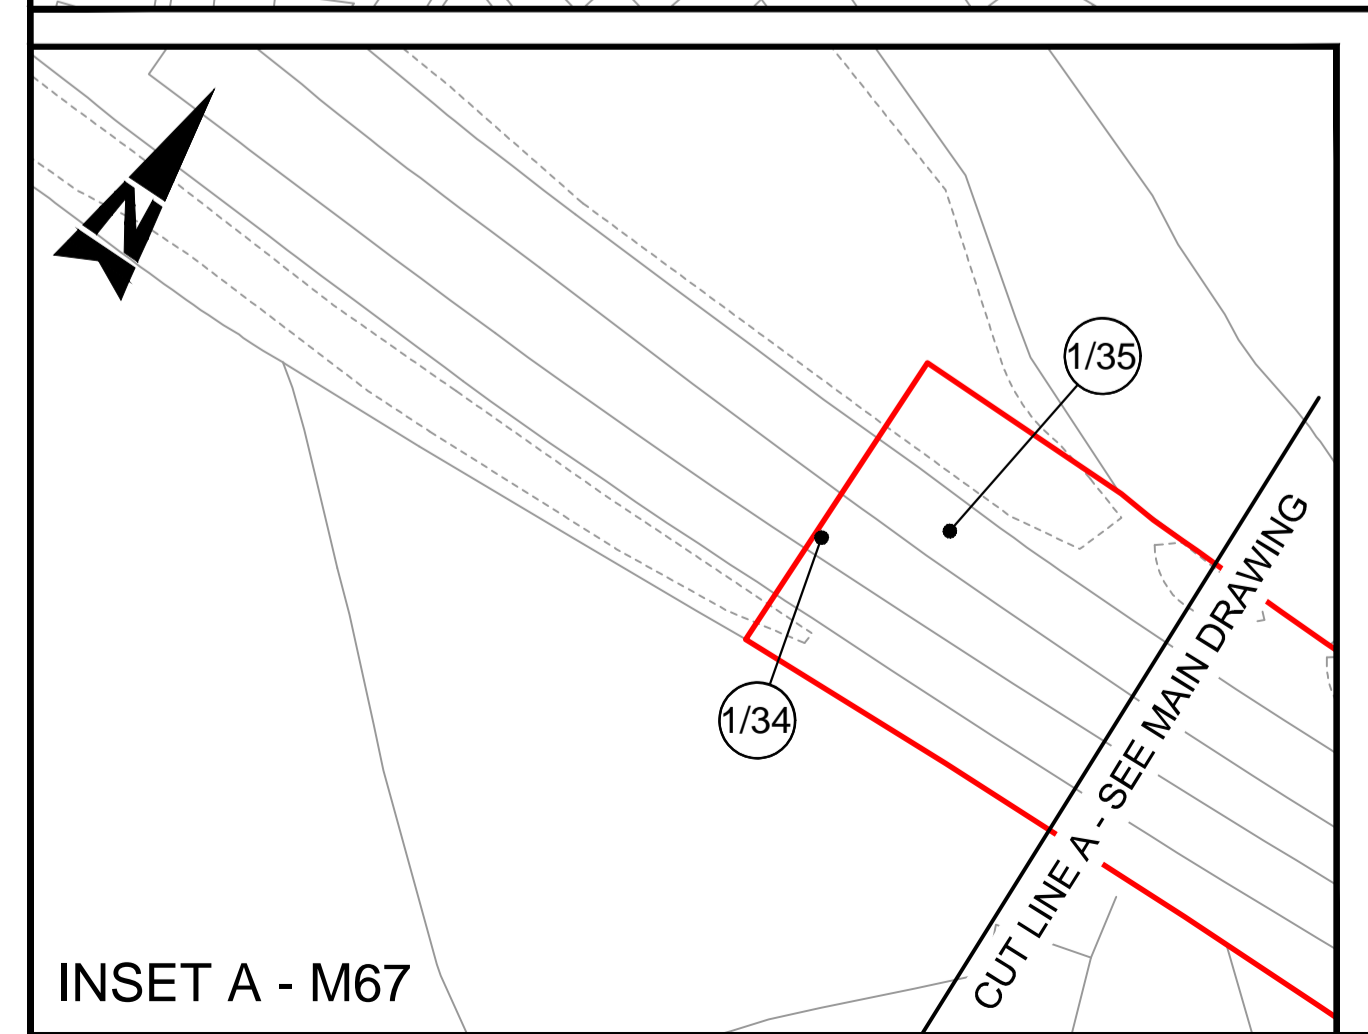 N
1/35
1/34
CUT LINE A - SEE MAIN DRAWING
INSET A - M67